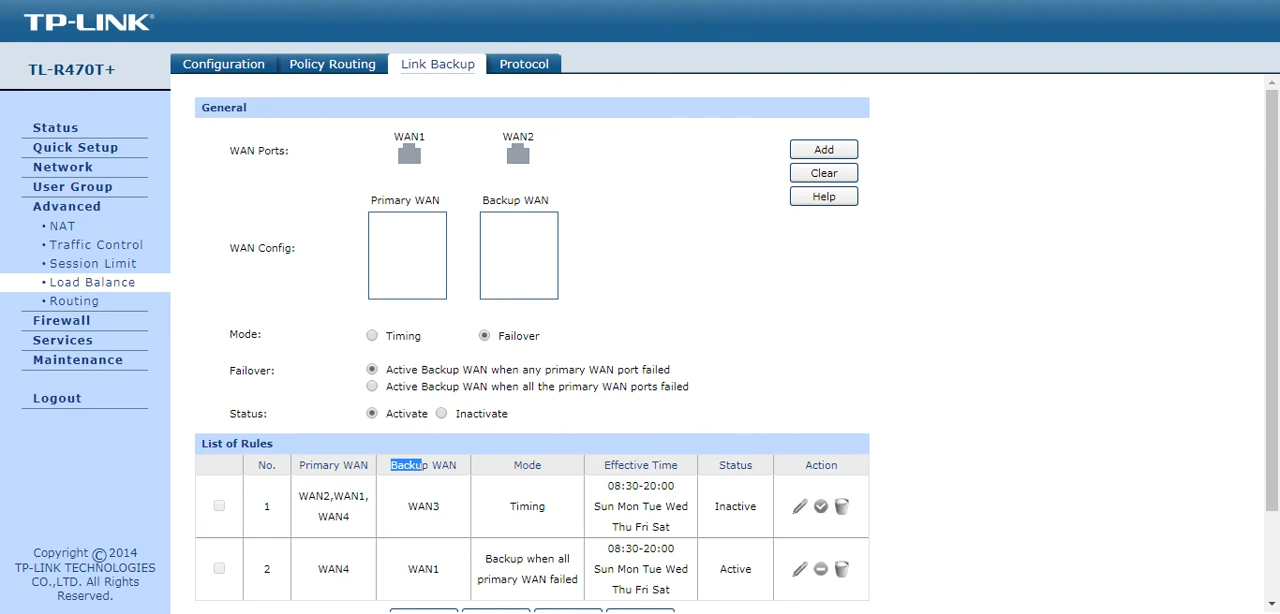 TP-LINK®
TL-R470T+
Configuration Policy Routing Link Backup Protocol
Status
Quick Setup
Network
User Group
Advanced
• NAT
• Traffic Control
• Session Limit
• Load Balance
• Routing
Firewall
Services
Maintenance
Logout
Copyright © 2014
TP-LINK TECHNOLOGIES
CO.,LTD. All Rights
Reserved.
General
WAN Ports:
WAN1 WAN2
Add
Clear
Help
Primary WAN Backup WAN
WAN Config:
Mode: Timing Failover
Failover: Active Backup WAN when any primary WAN port failed
Active Backup WAN when all the primary WAN ports failed
Status: Activate Inactivate
List of Rules
No. Primary WAN Backup WAN Mode Effective Time Status Action
1 WAN2,WAN1,
WAN4
WAN3 Timing 08:30-20:00
Sun Mon Tue Wed
Thu Fri Sat
Inactive
2 WAN4 WAN1 Backup when all
primary WAN failed
08:30-20:00
Sun Mon Tue Wed
Thu Fri Sat
Active